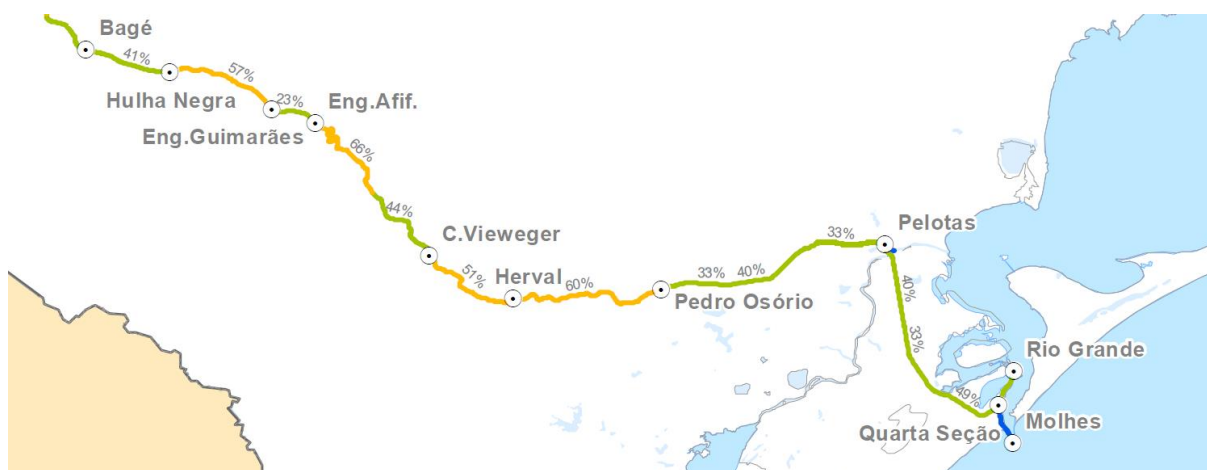 Bagé
41%
Hulha Negra
57%
23%
Eng.Afif.
Eng.Guimarães
66%
44%
C.Vieweger
51%
Herval
60%
Pedro Osório
33%
40%
33%
Pelotas
40%
33%
49%
Rio Grande
Quarta Seção
Molhes